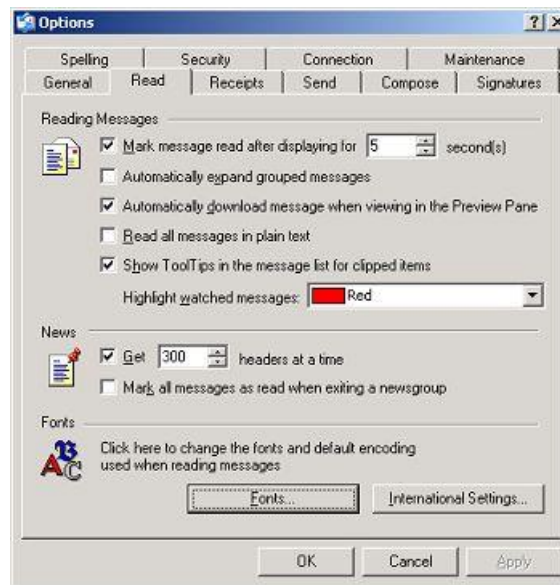 Options
Spelling Security Connection Maintenance
General Read Receipts Send Compose Signatures
Reading Messages
Mark message read after displaying for 5 second(s)
Automatically expand grouped messages
Automatically download message when viewing in the Preview Pane
Read all messages in plain text
Show ToolTips in the message list for clipped items
Highlight watched messages: Red
News
Get 300 headers at a time
Mark all messages as read when exiting a newsgroup
Fonts
Click here to change the fonts and default encoding
used when reading messages
Fonts... International Settings...
OK Cancel Apply